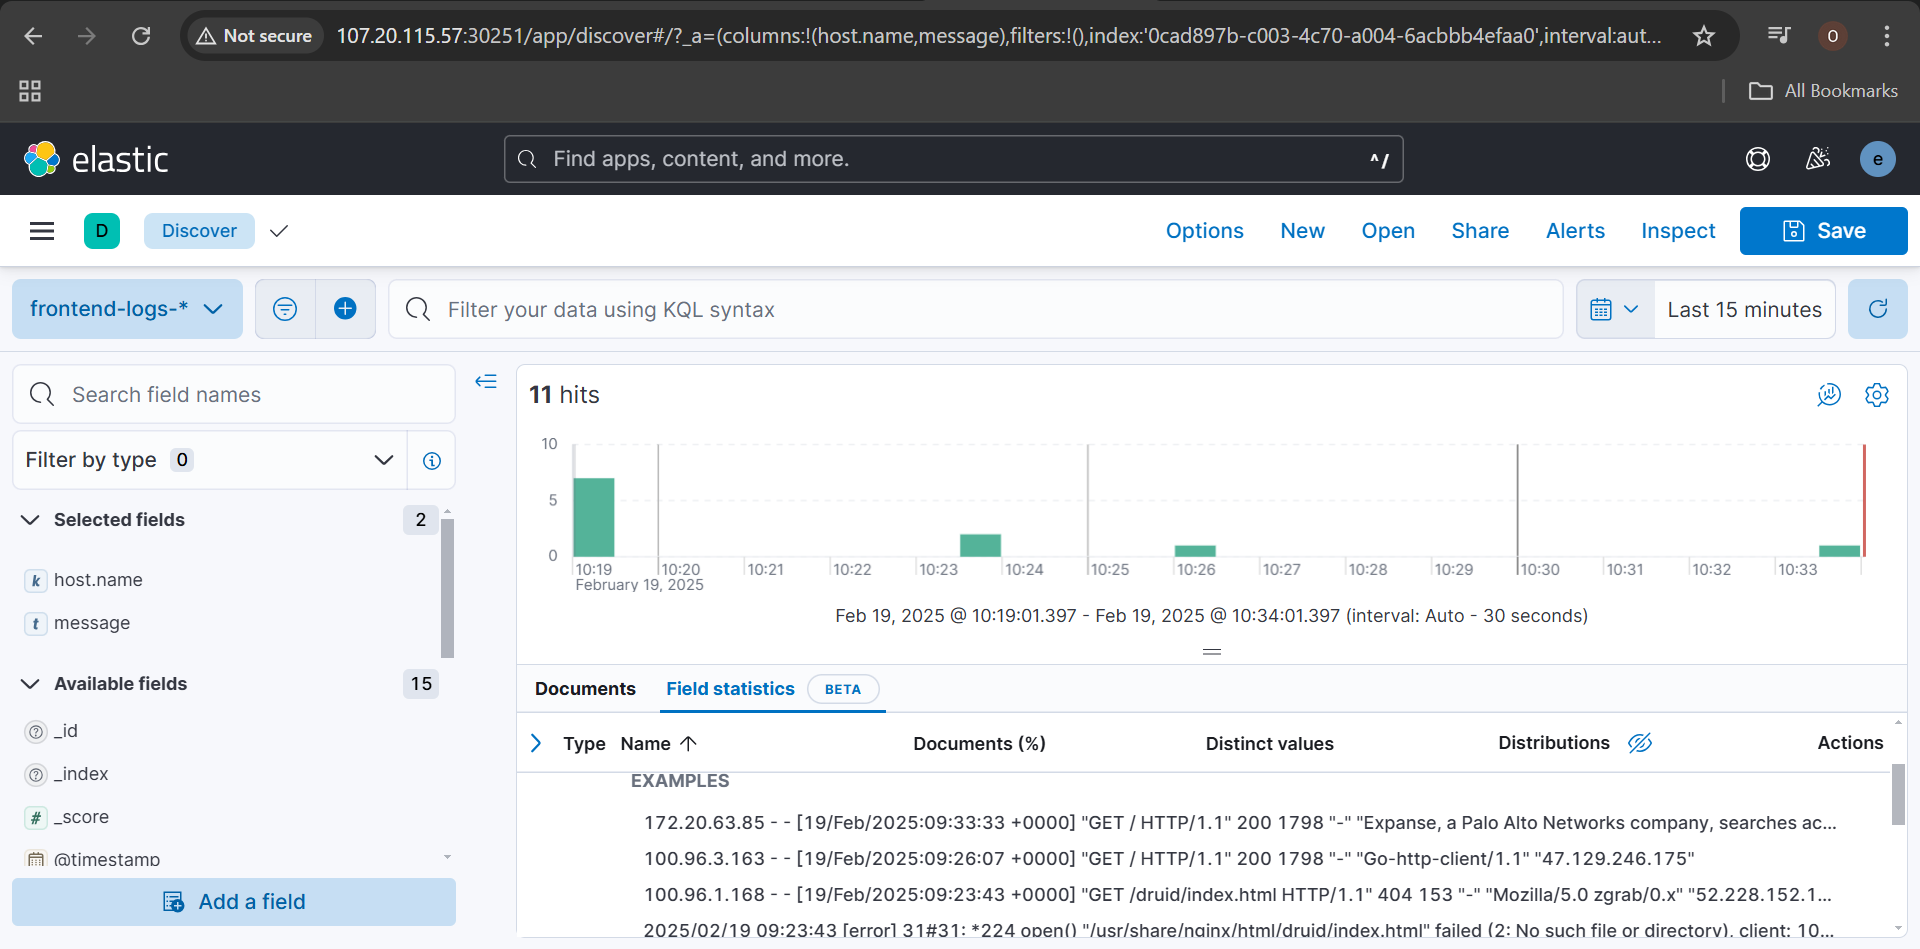 Not secure 107.20.115.57:30251/app/discover#/?_a=(columns:!(host.name,message),filters:!(),index:'0cad897b-c003-4c70-a004-6acbbb4efaa0',interval:aut... O
All Bookmarks
elastic Find apps, content, and more. ^/ e
D Discover Options New Open Share Alerts Inspect Save
frontend-logs-* Filter your data using KQL syntax Last 15 minutes
Search field names
Filter by type 0
Selected fields 2
k host.name
t message
Available fields 15
? _id
? _index
# _score
@timestamp
Add a field
11 hits
10
5
0
10:19 10:20 10:21 10:22 10:23 10:24 10:25 10:26 10:27 10:28 10:29 10:30 10:31 10:32 10:33
February 19, 2025
Feb 19, 2025 @ 10:19:01.397 - Feb 19, 2025 @ 10:34:01.397 (interval: Auto - 30 seconds)
Documents Field statistics BETA
Type Name Documents (%) Distinct values Distributions Actions
EXAMPLES
172.20.63.85 - - [19/Feb/2025:09:33:33 +0000] "GET / HTTP/1.1" 200 1798 "-" "Expanse, a Palo Alto Networks company, searches ac...
100.96.3.163 - - [19/Feb/2025:09:26:07 +0000] "GET / HTTP/1.1" 200 1798 "-" "Go-http-client/1.1" "47.129.246.175"
100.96.1.168 - - [19/Feb/2025:09:23:43 +0000] "GET /druid/index.html HTTP/1.1" 404 153 "-" "Mozilla/5.0 zgrab/0.x" "52.228.152.1...
2025/02/19 09:23:43 [error] 31#31: *224 open() "/usr/share/nginx/html/druid/index.html" failed (2: No such file or directory), client: 10...